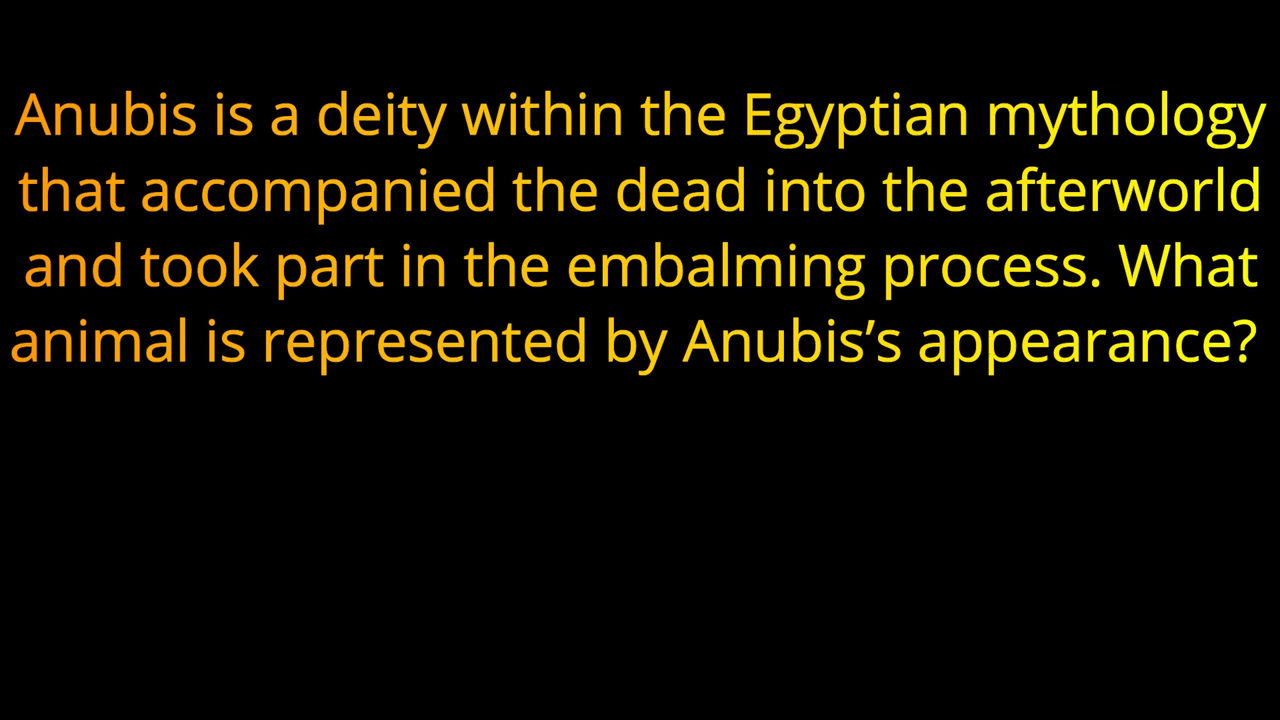 Anubis is a deity within the Egyptian mythology
that accompanied the dead into the afterworld
and took part in the embalming process. What
animal is represented by Anubis’s appearance?